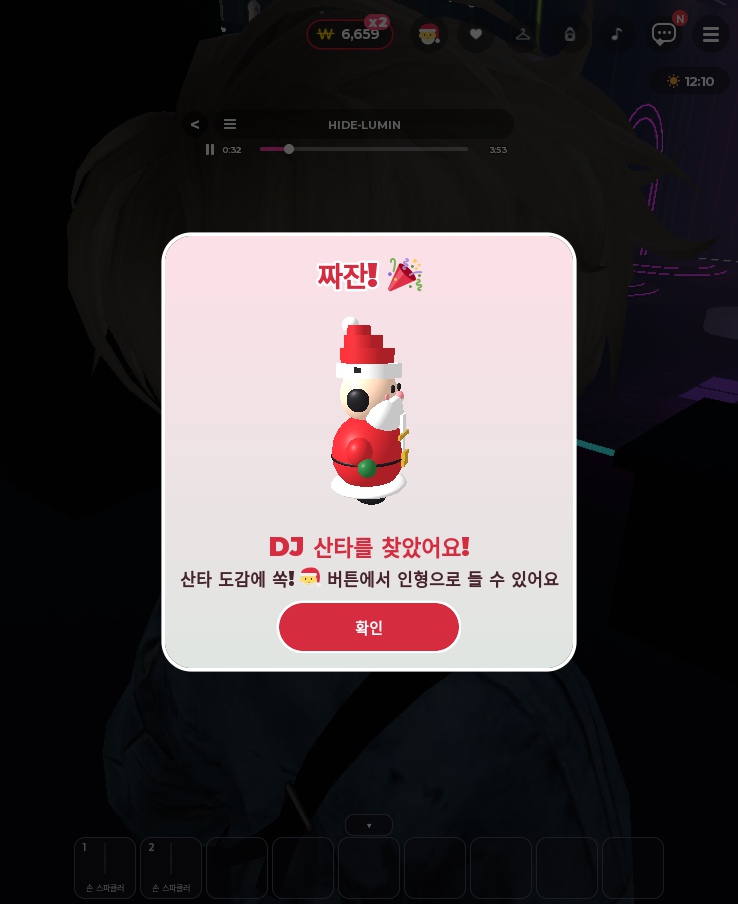 x2
₩ 6,659
N
12:10
<
HIDE-LUMIN
0:32
3:53
짜잔!
DJ 산타를 찾았어요!
산타 도감에 쏙! 버튼에서 인형으로 들 수 있어요
확인
▼
1
2
손 스파클러
손 스파클러